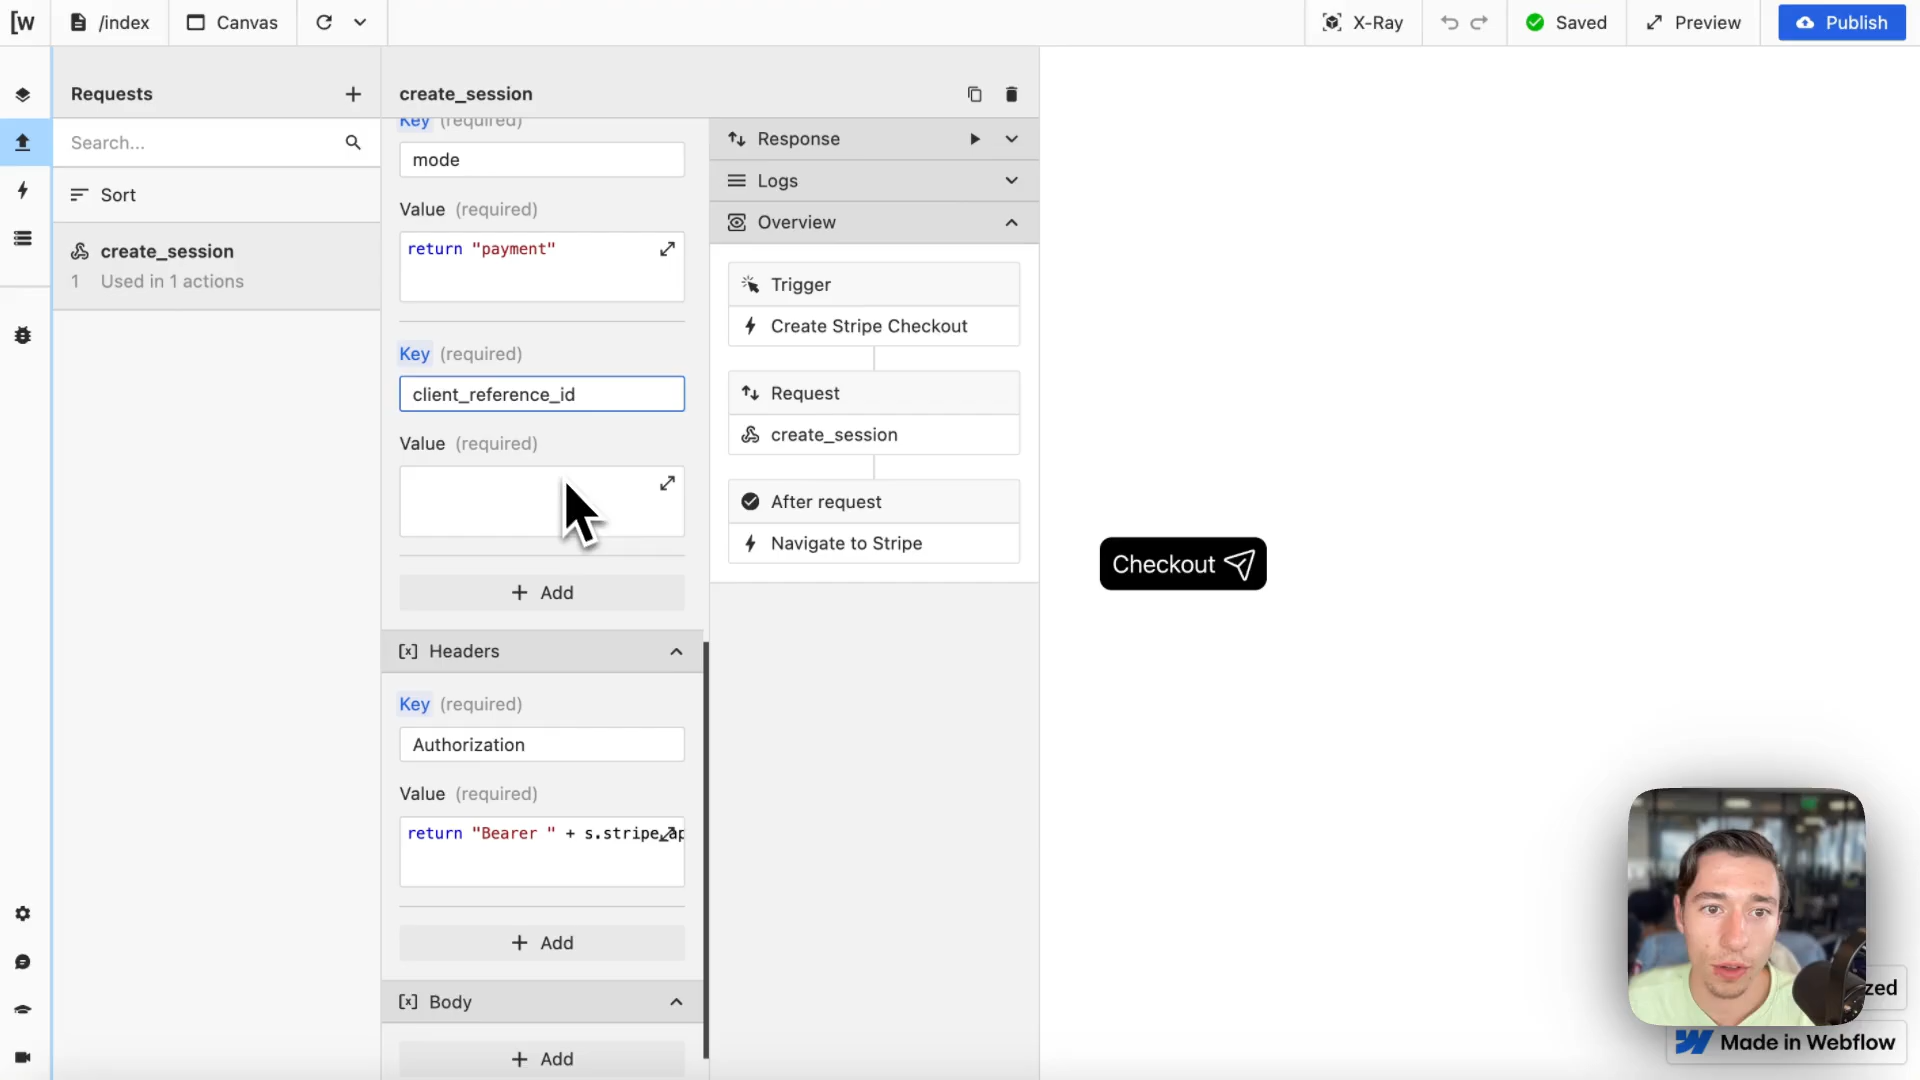 [w
/index
Canvas
X-Ray
Saved
Preview
Publish
Requests
Search...
Sort
create_session
1 Used in 1 actions
create_session
Key (required)
mode
Value (required)
return "payment"
Key (required)
client_reference_id
Value (required)
+ Add
[x] Headers
Key (required)
Authorization
Value (required)
return "Bearer " + s.stripe
+ Add
[x] Body
+ Add
Response
Logs
Overview
Trigger
Create Stripe Checkout
Request
create_session
After request
Navigate to Stripe
Checkout
Made in Webflow